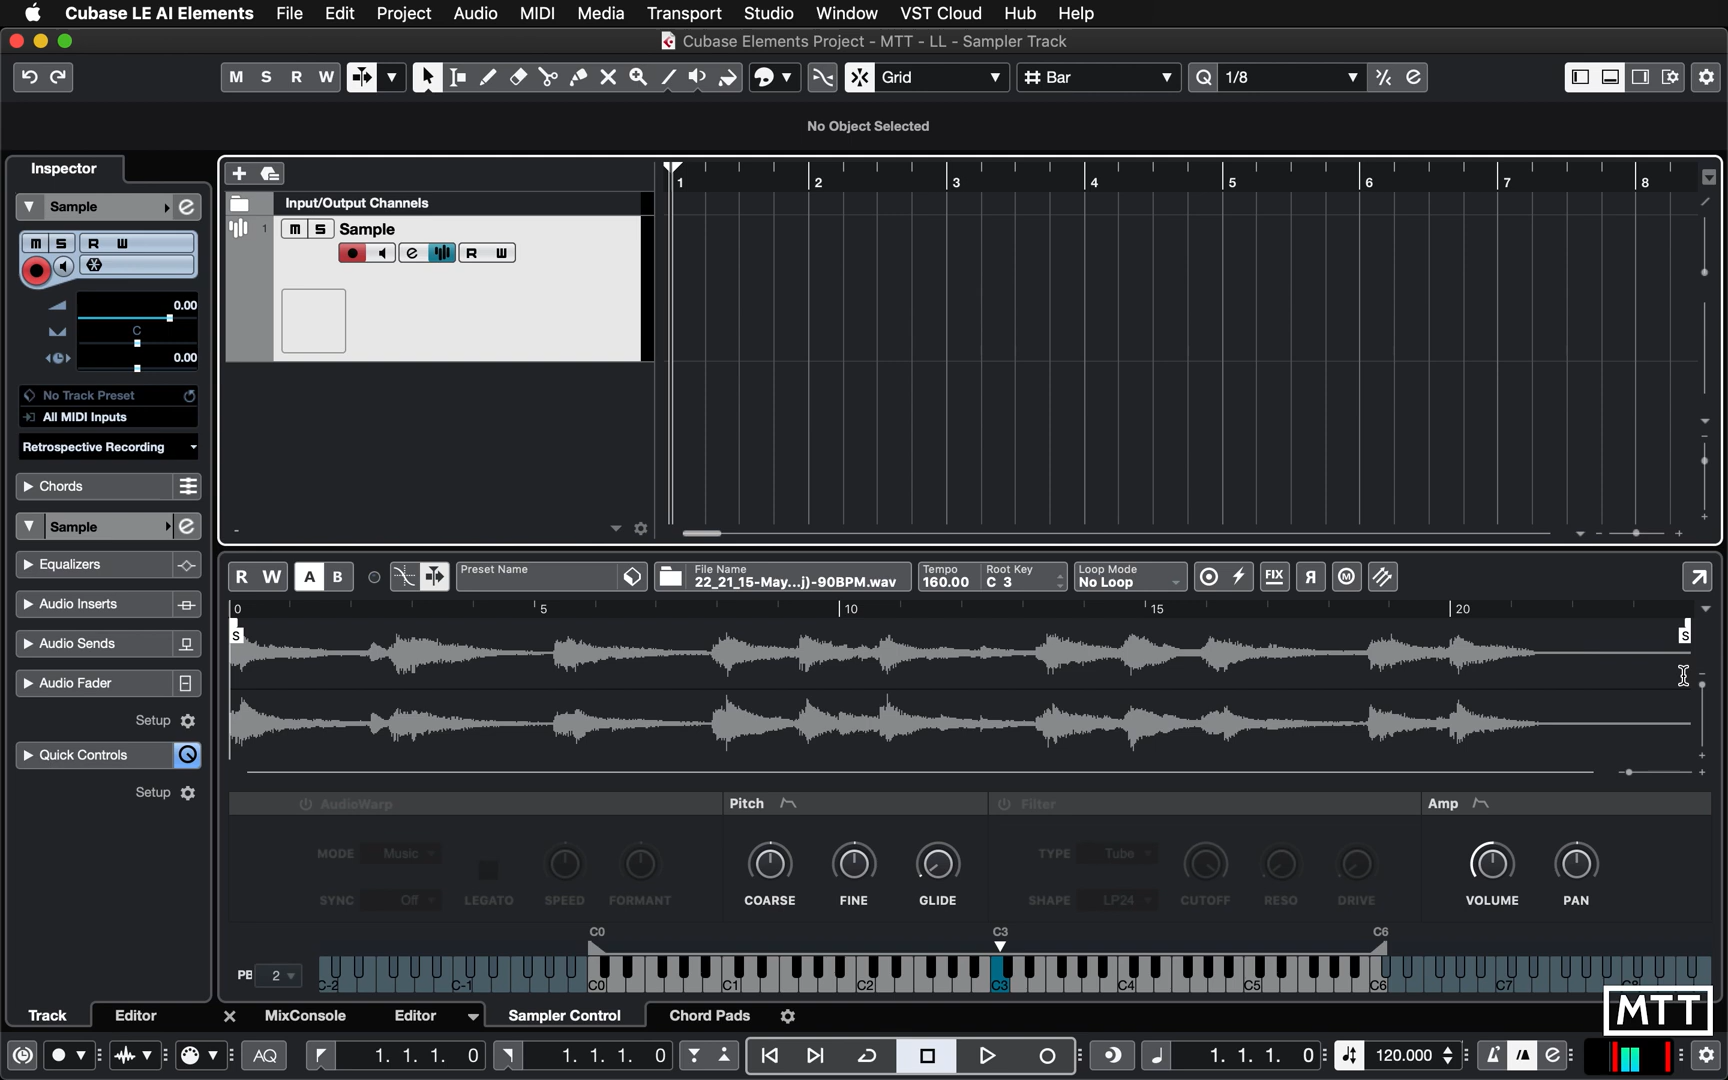 Cubase LE AI Elements File Edit Project Audio MIDI Media Transport Studio Window VST Cloud Hub Help
Cubase Elements Project - MTT - LL - Sampler Track
M S R W Grid Bar Q 1/8
No Object Selected
Inspector
Sample
M S R W
0.00
C
0.00
No Track Preset
All MIDI Inputs
Retrospective Recording
Chords
Sample
Equalizers
Audio Inserts
Audio Sends
Audio Fader
Setup
Quick Controls
Setup
Track Editor
1 2 3 4 5 6 7 8
Input/Output Channels
1 M S Sample
R W
R W A B
Preset Name
File Name
22_21_15-May...j)-90BPM.wav
Tempo
160.00
Root Key
C 3
Loop Mode
No Loop
FIX
M
0 5 10 15 20
S S
AudioWarp Pitch Filter Amp
MODE Music TYPE Tube
SYNC Off LEGATO SPEED FORMANT COARSE FINE GLIDE SHAPE LP24 CUTOFF RESO DRIVE VOLUME PAN
C0 C3 C6
PB 2
C-2 C-1 C0 C1 C2 C3 C4 C5 C6 C7 C8
MixConsole Editor Sampler Control Chord Pads
MTT
AQ 1. 1. 1. 0 1. 1. 1. 0 1. 1. 1. 0 120.000